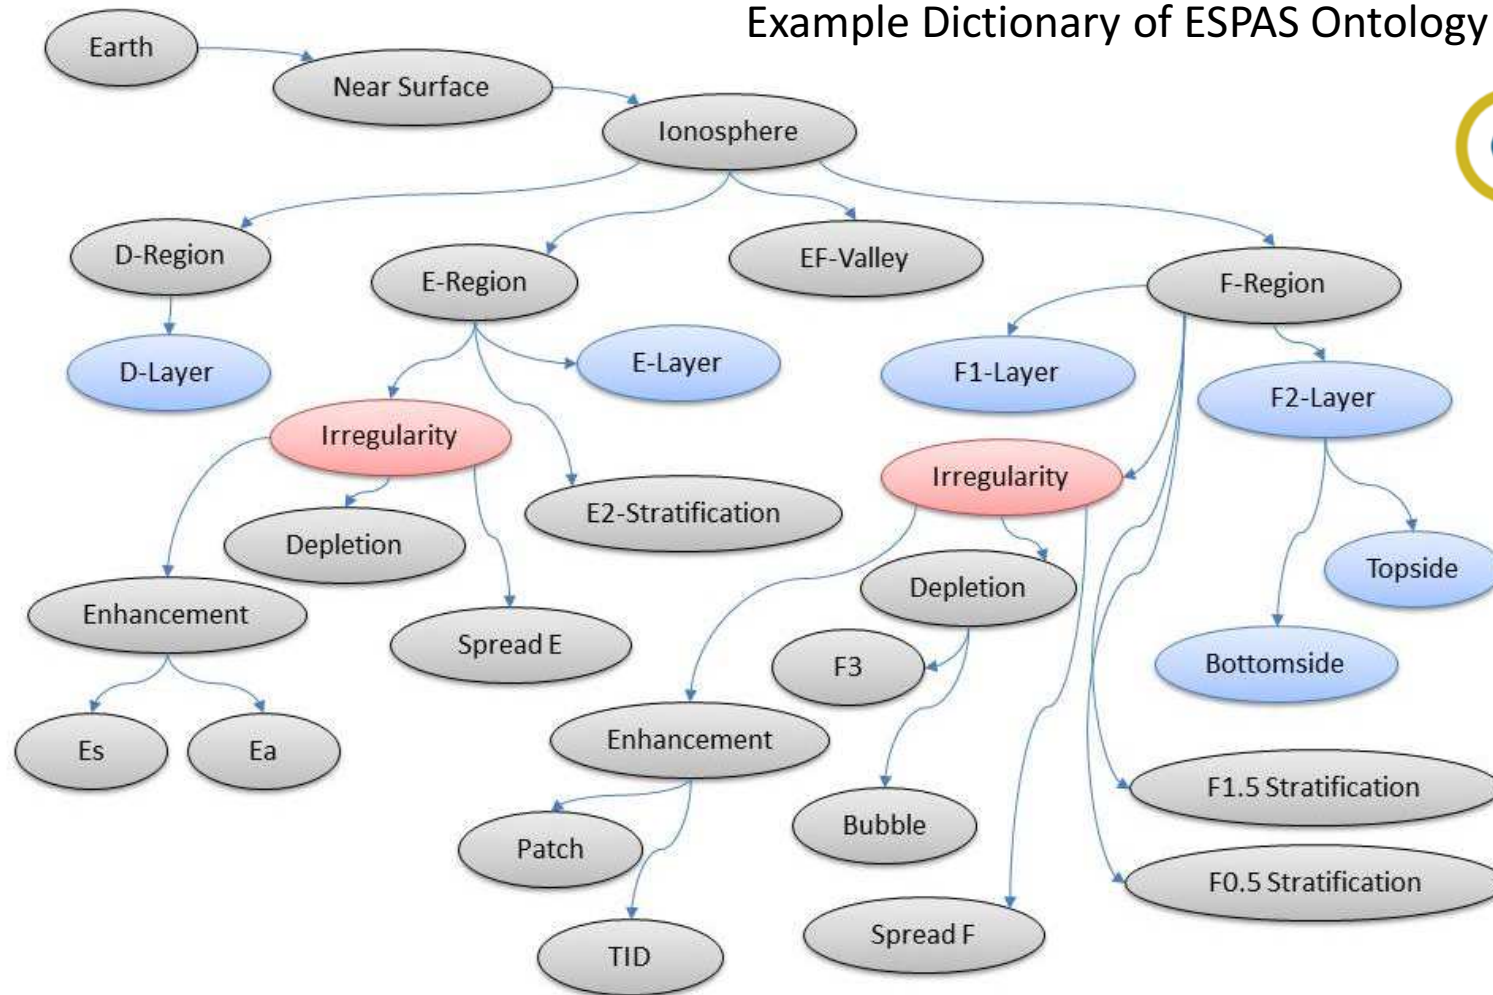 Example Dictionary of ESPAS Ontology
Earth
Near Surface
Ionosphere
D-Region
E-Region
EF-Valley
F-Region
D-Layer
E-Layer
F1-Layer
F2-Layer
Irregularity
Irregularity
E2-Stratification
Depletion
Topside
Depletion
Enhancement
Spread E
F3
Bottomside
Es
Ea
Enhancement
F1.5 Stratification
Patch
Bubble
F0.5 Stratification
Spread F
TID